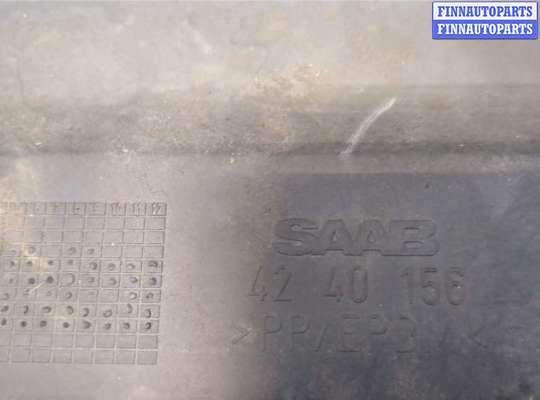 FINNAUTOPARTS
FINNAUTOPARTS
SAAB
42 40 156
>PP/EPDM<